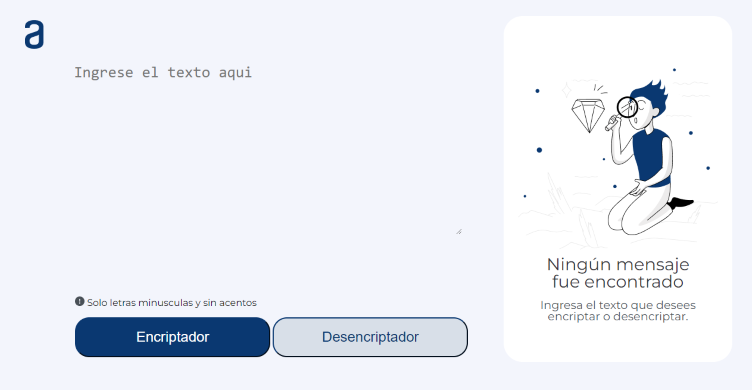 a
Ingrese el texto aqui
Solo letras minusculas y sin acentos
Encriptador
Desencriptador
Ningún mensaje
fue encontrado
Ingresa el texto que desees
encriptar o desencriptar.